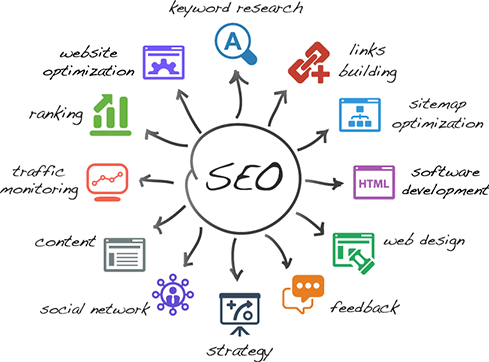 keyword research
website
optimization
links
building
ranking
sitemap
optimization
traffic
monitoring
SEO
HTML
software
development
content
web design
social network
feedback
strategy
A